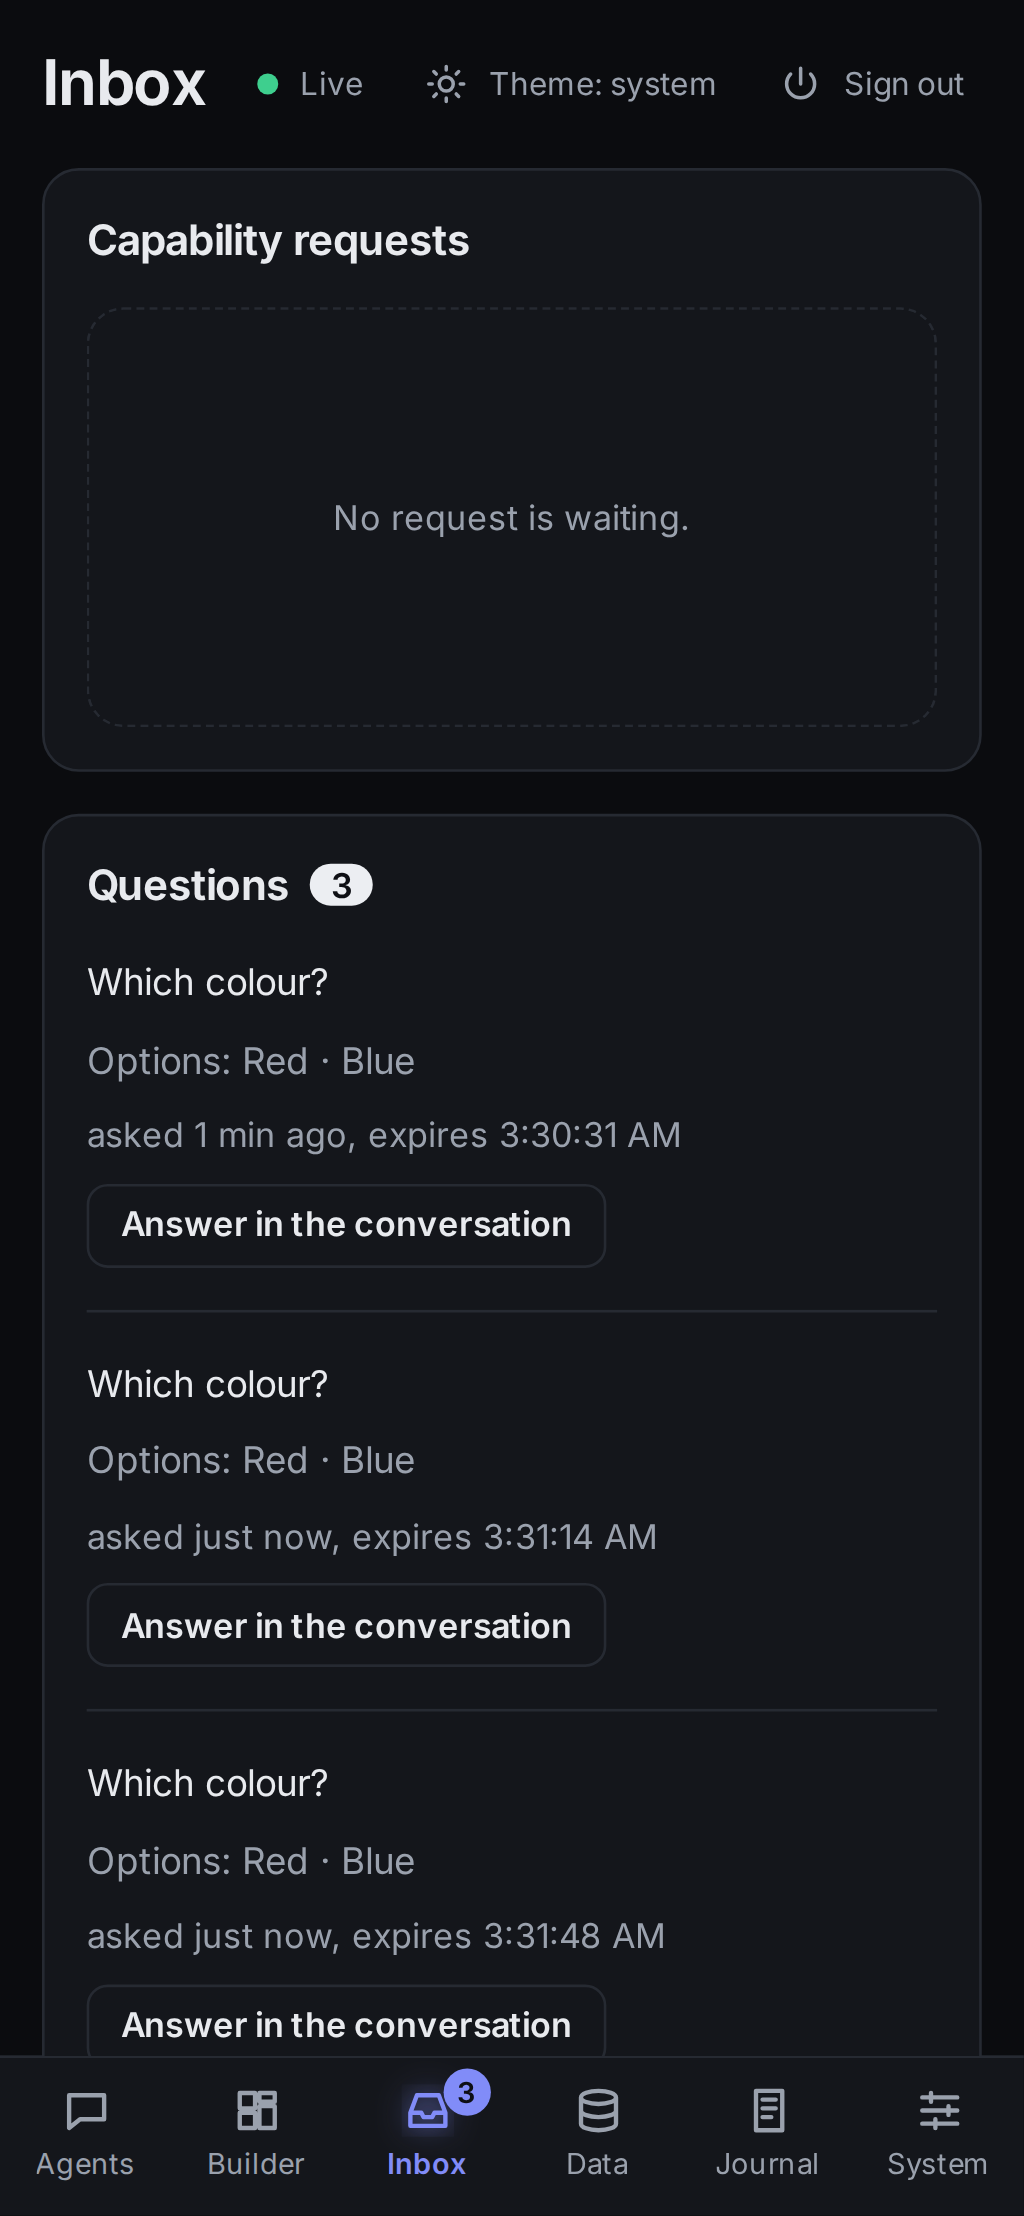 Inbox Live Theme: system Sign out
Capability requests
No request is waiting.
Questions 3
Which colour?
Options: Red · Blue
asked 1 min ago, expires 3:30:31 AM
Answer in the conversation
Which colour?
Options: Red · Blue
asked just now, expires 3:31:14 AM
Answer in the conversation
Which colour?
Options: Red · Blue
asked just now, expires 3:31:48 AM
Answer in the conversation
3
Agents Builder Inbox Data Journal System